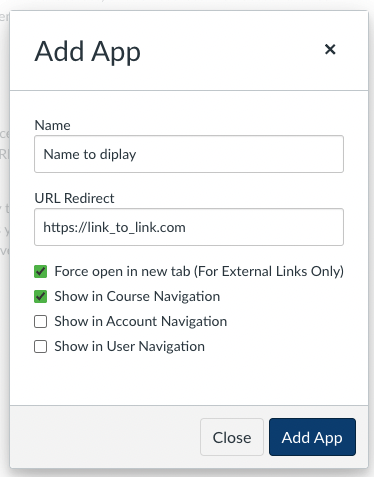 Add App
×
Name
Name to diplay
URL Redirect
https://link_to_link.com
Force open in new tab (For External Links Only)
Show in Course Navigation
Show in Account Navigation
Show in User Navigation
Close Add App